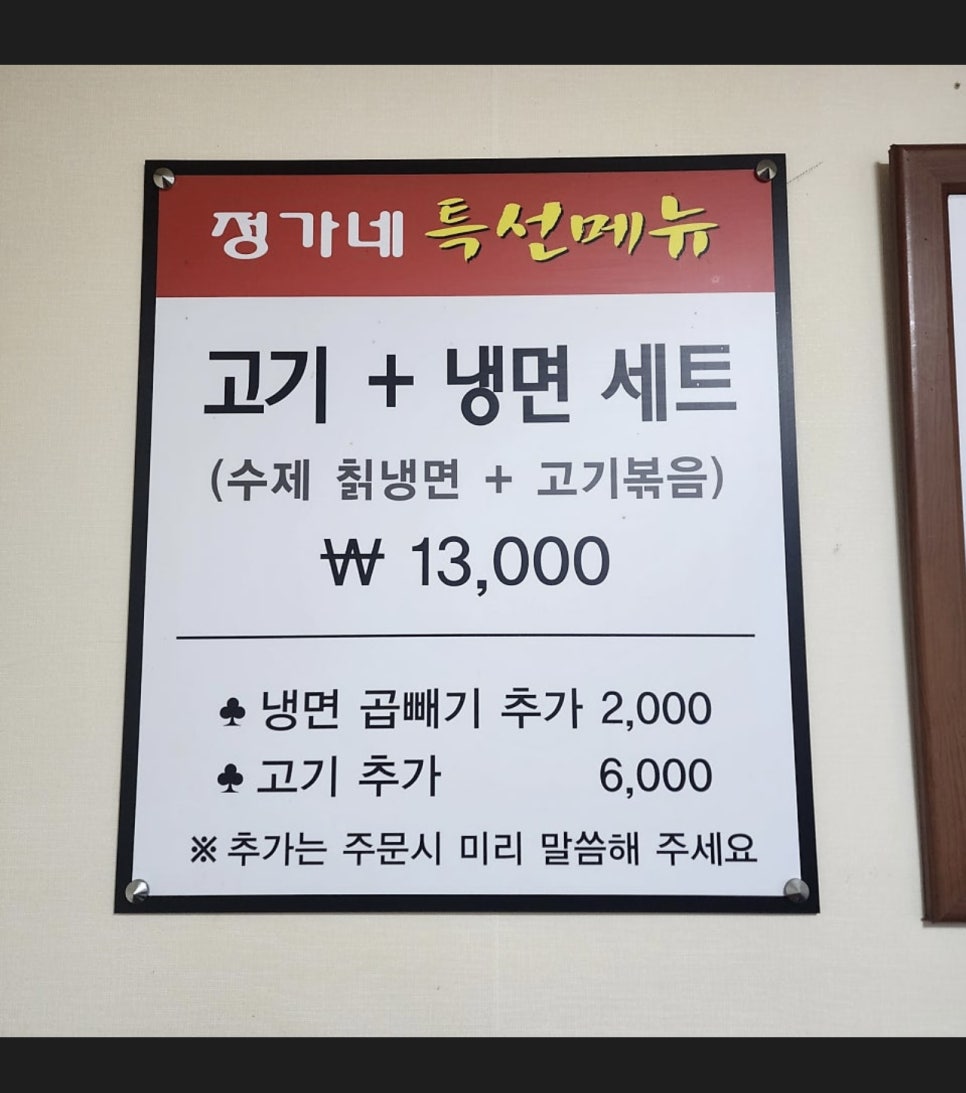 정가네 특선메뉴
고기 + 냉면 세트
(수제 칡냉면 + 고기볶음)
₩ 13,000
♣ 냉면 곱빼기 추가 2,000
♣ 고기 추가 6,000
※ 추가는 주문시 미리 말씀해 주세요